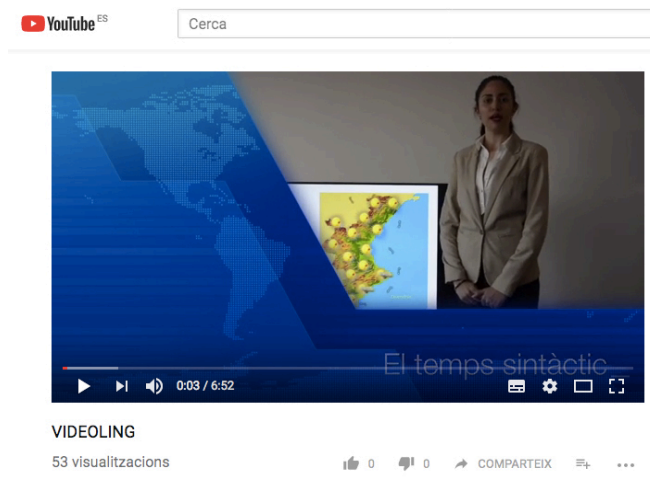 YouTube ES
Cerca
El temps sintàctic
0:03 / 6:52
VIDEOLING
53 visualitzacions
0
0
COMPARTEIX